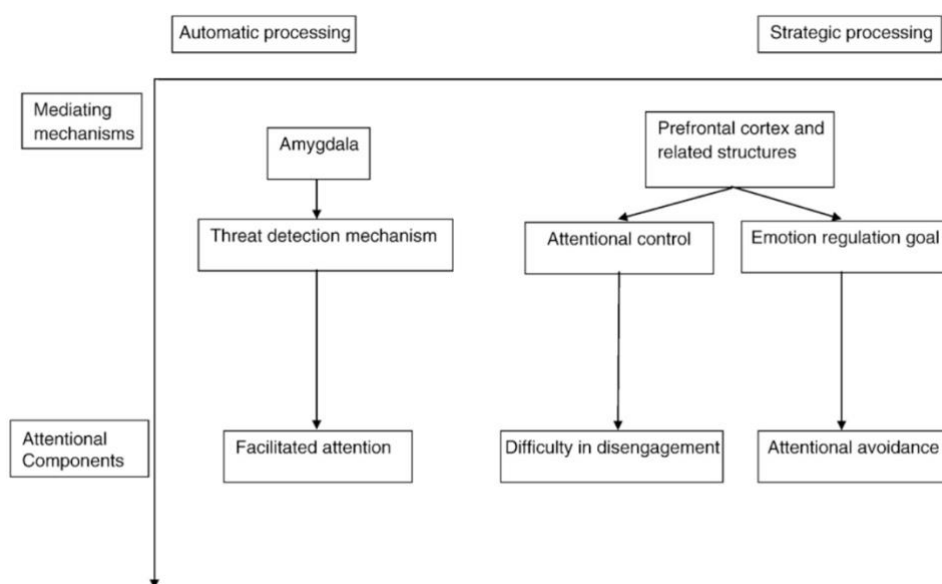 Automatic processing
Strategic processing
Mediating
mechanisms
Amygdala
Prefrontal cortex and
related structures
Threat detection mechanism
Attentional control
Emotion regulation goal
Attentional
Components
Facilitated attention
Difficulty in disengagement
Attentional avoidance